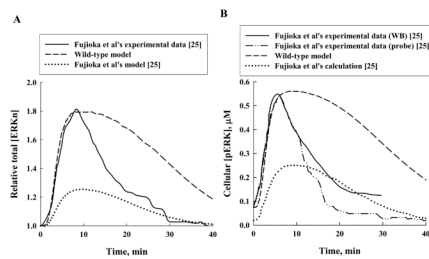 A
Fujioka et al's experimental data [25]
Wild-type model
Fujioka et al's model [25]
Relative total [ERKn]
2.0
1.8
1.6
1.4
1.2
1.0
0
10
20
30
40
Time, min
B
Fujioka et al's experimental data (WB) [25]
Fujioka et al's experimental data (probe) [25]
Wild-type model
Fujioka et al's calculation [25]
Cellular [pERK], μM
0.6
0.5
0.4
0.3
0.2
0.1
0.0
0
10
20
30
40
Time, min